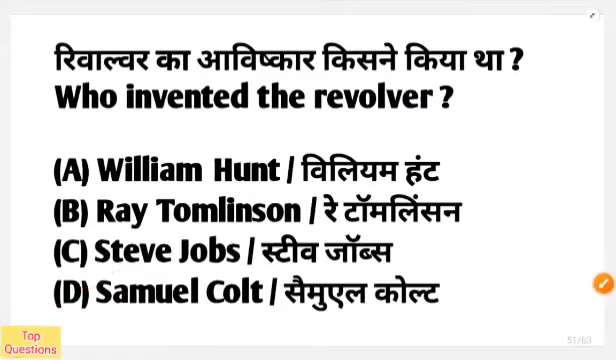 रिवाल्वर का आविष्कार किसने किया था ?
Who invented the revolver ?
(A) William Hunt / विलियम हंट
(B) Ray Tomlinson / रे टॉमलिंसन
(C) Steve Jobs / स्टीव जॉब्स
(D) Samuel Colt / सैमुएल कोल्ट
51/63
Top
Questions